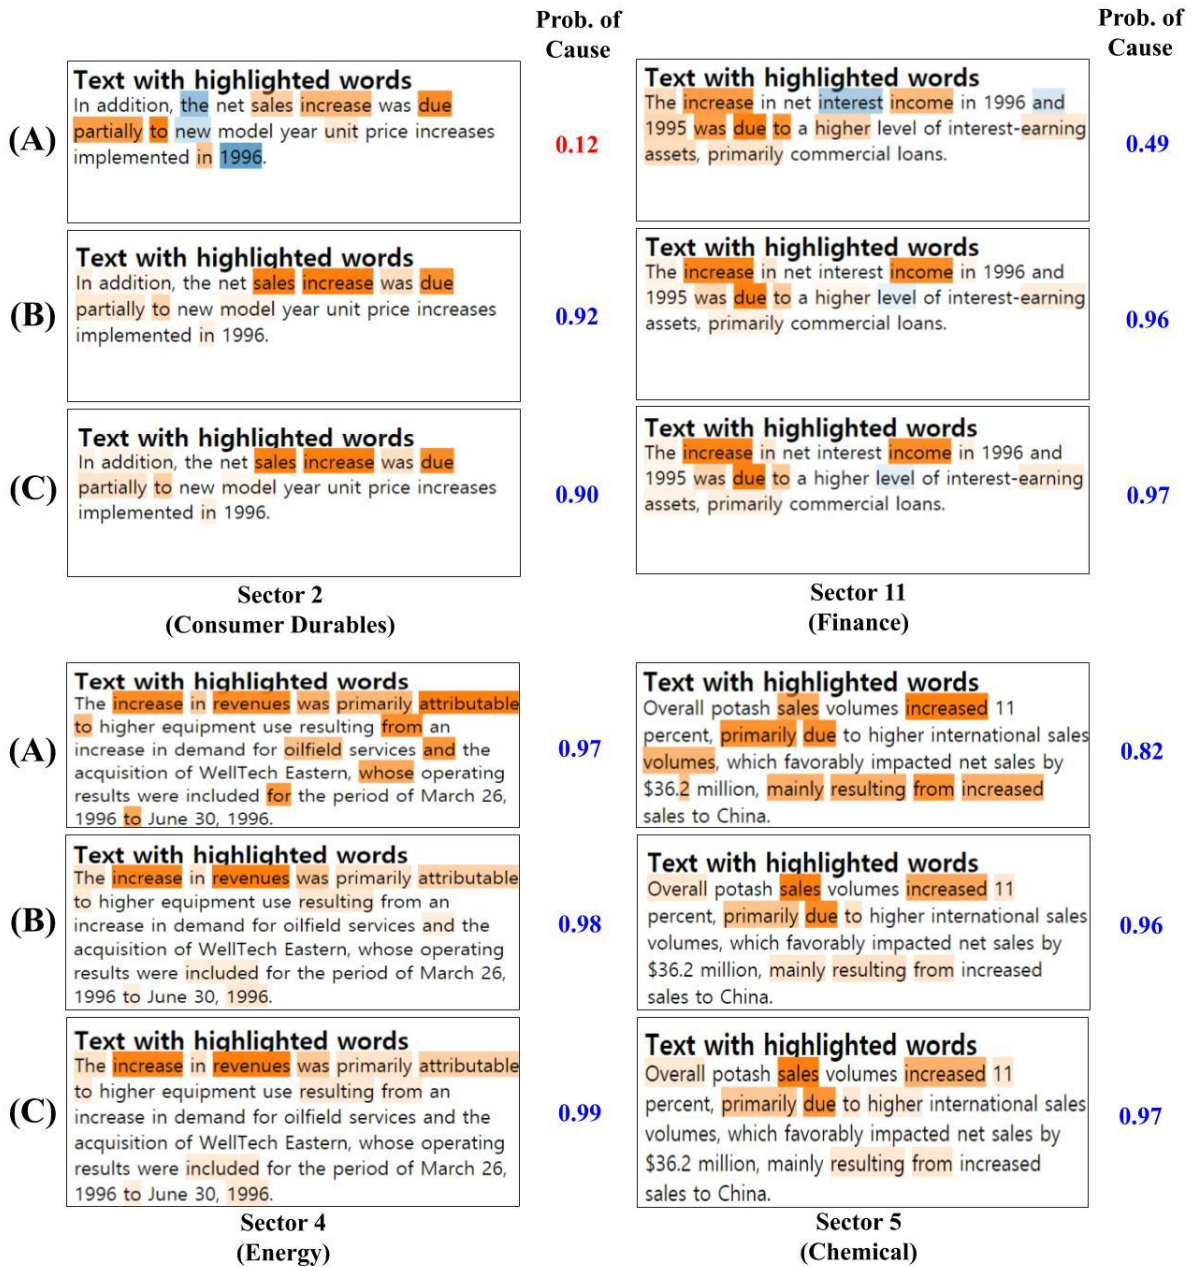 Prob. of
Cause
Prob. of
Cause
(A)
Text with highlighted words
In addition, the net sales increase was due
partially to new model year unit price increases
implemented in 1996.
0.12
Text with highlighted words
The increase in net interest income in 1996 and
1995 was due to a higher level of interest-earning
assets, primarily commercial loans.
0.49
(B)
Text with highlighted words
In addition, the net sales increase was due
partially to new model year unit price increases
implemented in 1996.
0.92
Text with highlighted words
The increase in net interest income in 1996 and
1995 was due to a higher level of interest-earning
assets, primarily commercial loans.
0.96
(C)
Text with highlighted words
In addition, the net sales increase was due
partially to new model year unit price increases
implemented in 1996.
0.90
Text with highlighted words
The increase in net interest income in 1996 and
1995 was due to a higher level of interest-earning
assets, primarily commercial loans.
0.97
Sector 2
(Consumer Durables)
Sector 11
(Finance)
(A)
Text with highlighted words
The increase in revenues was primarily attributable
to higher equipment use resulting from an
increase in demand for oilfield services and the
acquisition of WellTech Eastern, whose operating
results were included for the period of March 26,
1996 to June 30, 1996.
0.97
Text with highlighted words
Overall potash sales volumes increased 11
percent, primarily due to higher international sales
volumes, which favorably impacted net sales by
$36.2 million, mainly resulting from increased
sales to China.
0.82
(B)
Text with highlighted words
The increase in revenues was primarily attributable
to higher equipment use resulting from an
increase in demand for oilfield services and the
acquisition of WellTech Eastern, whose operating
results were included for the period of March 26,
1996 to June 30, 1996.
0.98
Text with highlighted words
Overall potash sales volumes increased 11
percent, primarily due to higher international sales
volumes, which favorably impacted net sales by
$36.2 million, mainly resulting from increased
sales to China.
0.96
(C)
Text with highlighted words
The increase in revenues was primarily attributable
to higher equipment use resulting from an
increase in demand for oilfield services and the
acquisition of WellTech Eastern, whose operating
results were included for the period of March 26,
1996 to June 30, 1996.
0.99
Text with highlighted words
Overall potash sales volumes increased 11
percent, primarily due to higher international sales
volumes, which favorably impacted net sales by
$36.2 million, mainly resulting from increased
sales to China.
0.97
Sector 4
(Energy)
Sector 5
(Chemical)